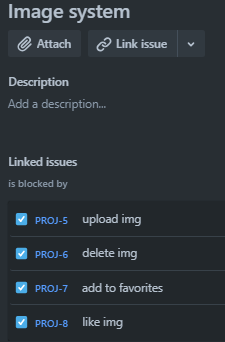 Image system
Attach
Link issue
Description
Add a description...
Linked issues
is blocked by
PROJ-5 upload img
PROJ-6 delete img
PROJ-7 add to favorites
PROJ-8 like img